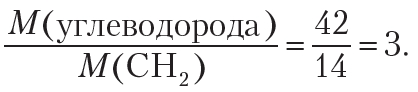 M(углеводорода) / M(CH₂) = 42 / 14 = 3.